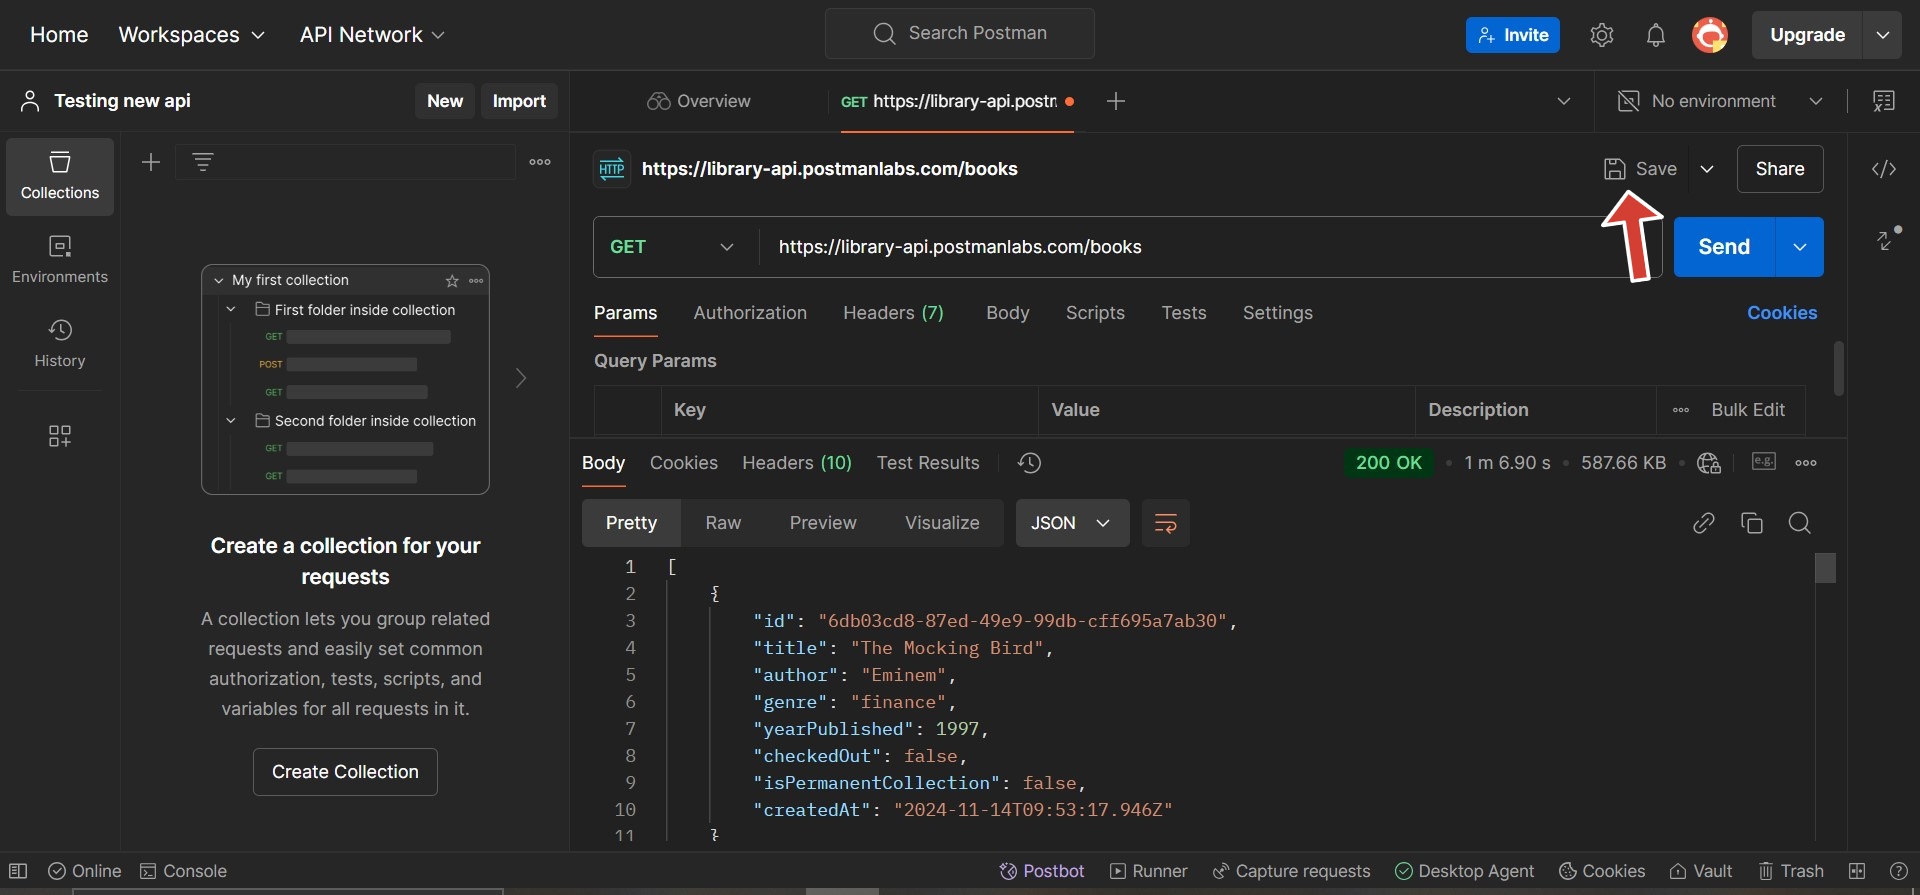 Home Workspaces API Network Search Postman Invite Upgrade
Testing new api New Import Overview GET https://library-api.postr No environment
HTTP https://library-api.postmanlabs.com/books Save Share
Collections
GET https://library-api.postmanlabs.com/books Send
Environments
My first collection
First folder inside collection Params Authorization Headers (7) Body Scripts Tests Settings Cookies
GET
History
POST Query Params
GET
Key Value Description Bulk Edit
Second folder inside collection
GET
GET
Body Cookies Headers (10) Test Results 200 OK 1 m 6.90 s 587.66 KB e.g.
Pretty Raw Preview Visualize JSON
Create a collection for your
requests
A collection lets you group related
requests and easily set common
authorization, tests, scripts, and
variables for all requests in it.
Create Collection
1 [
2 {
3 "id": "6db03cd8-87ed-49e9-99db-cff695a7ab30",
4 "title": "The Mocking Bird",
5 "author": "Eminem",
6 "genre": "finance",
7 "yearPublished": 1997,
8 "checkedOut": false,
9 "isPermanentCollection": false,
10 "createdAt": "2024-11-14T09:53:17.946Z"
11 }
Online Console Postbot Runner Capture requests Desktop Agent Cookies Vault Trash